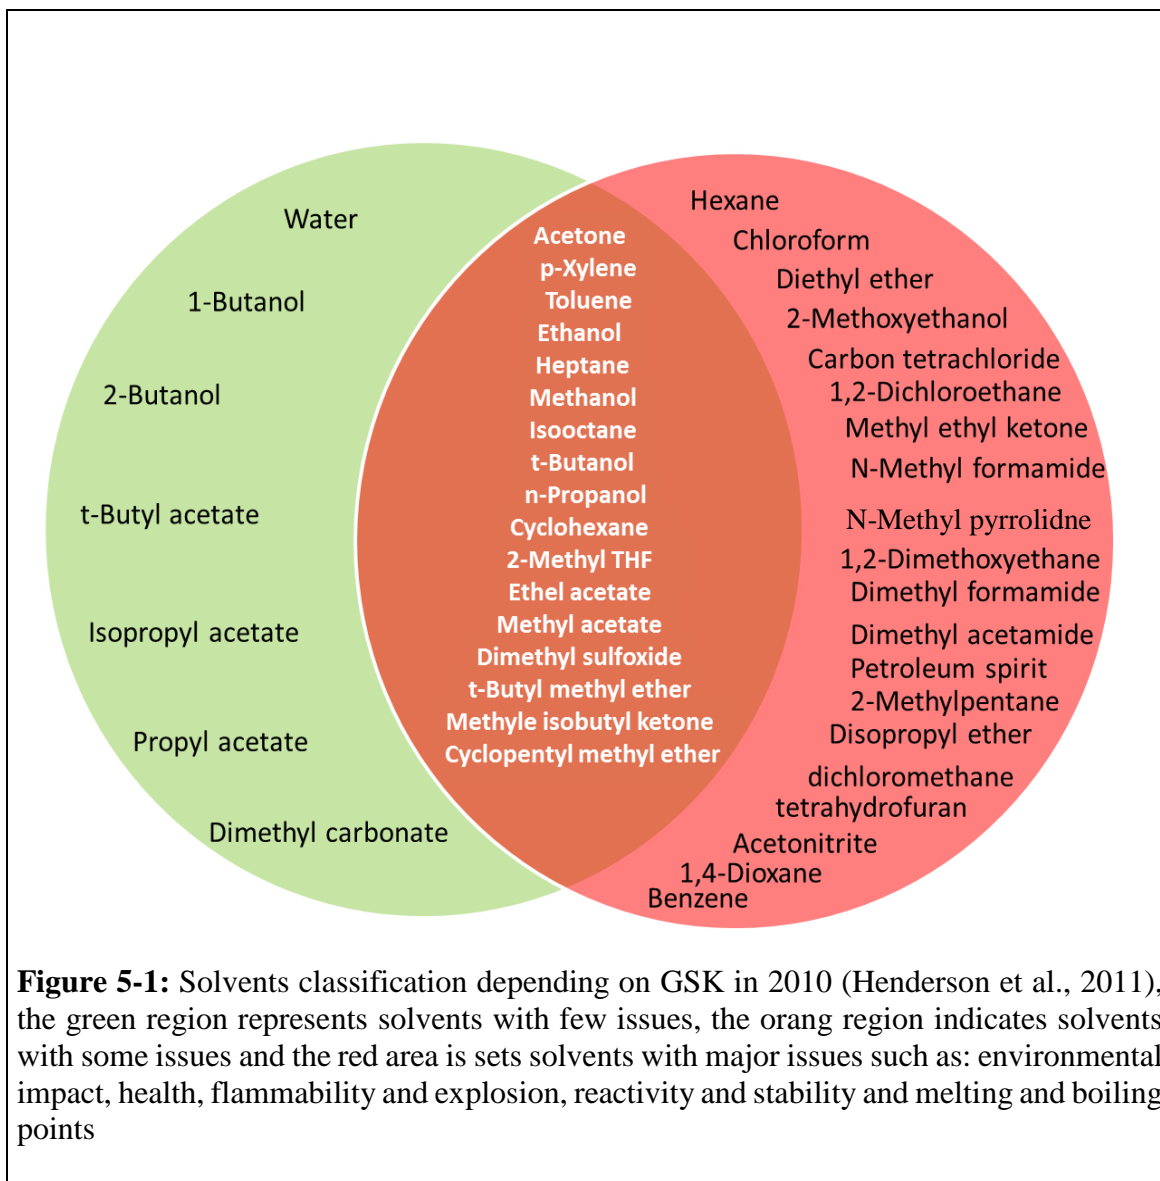 Water
1-Butanol
2-Butanol
t-Butyl acetate
Isopropyl acetate
Propyl acetate
Dimethyl carbonate
Acetone
p-Xylene
Toluene
Ethanol
Heptane
Methanol
Isooctane
t-Butanol
n-Propanol
Cyclohexane
2-Methyl THF
Ethel acetate
Methyl acetate
Dimethyl sulfoxide
t-Butyl methyl ether
Methyle isobutyl ketone
Cyclopentyl methyl ether
Hexane
Chloroform
Diethyl ether
2-Methoxyethanol
Carbon tetrachloride
1,2-Dichloroethane
Methyl ethyl ketone
N-Methyl formamide
N-Methyl pyrrolidne
1,2-Dimethoxyethane
Dimethyl formamide
Dimethyl acetamide
Petroleum spirit
2-Methylpentane
Disopropyl ether
dichloromethane
tetrahydrofuran
Acetonitrite
1,4-Dioxane
Benzene
Figure 5-1: Solvents classification depending on GSK in 2010 (Henderson et al., 2011),
the green region represents solvents with few issues, the orang region indicates solvents
with some issues and the red area is sets solvents with major issues such as: environmental
impact, health, flammability and explosion, reactivity and stability and melting and boiling
points